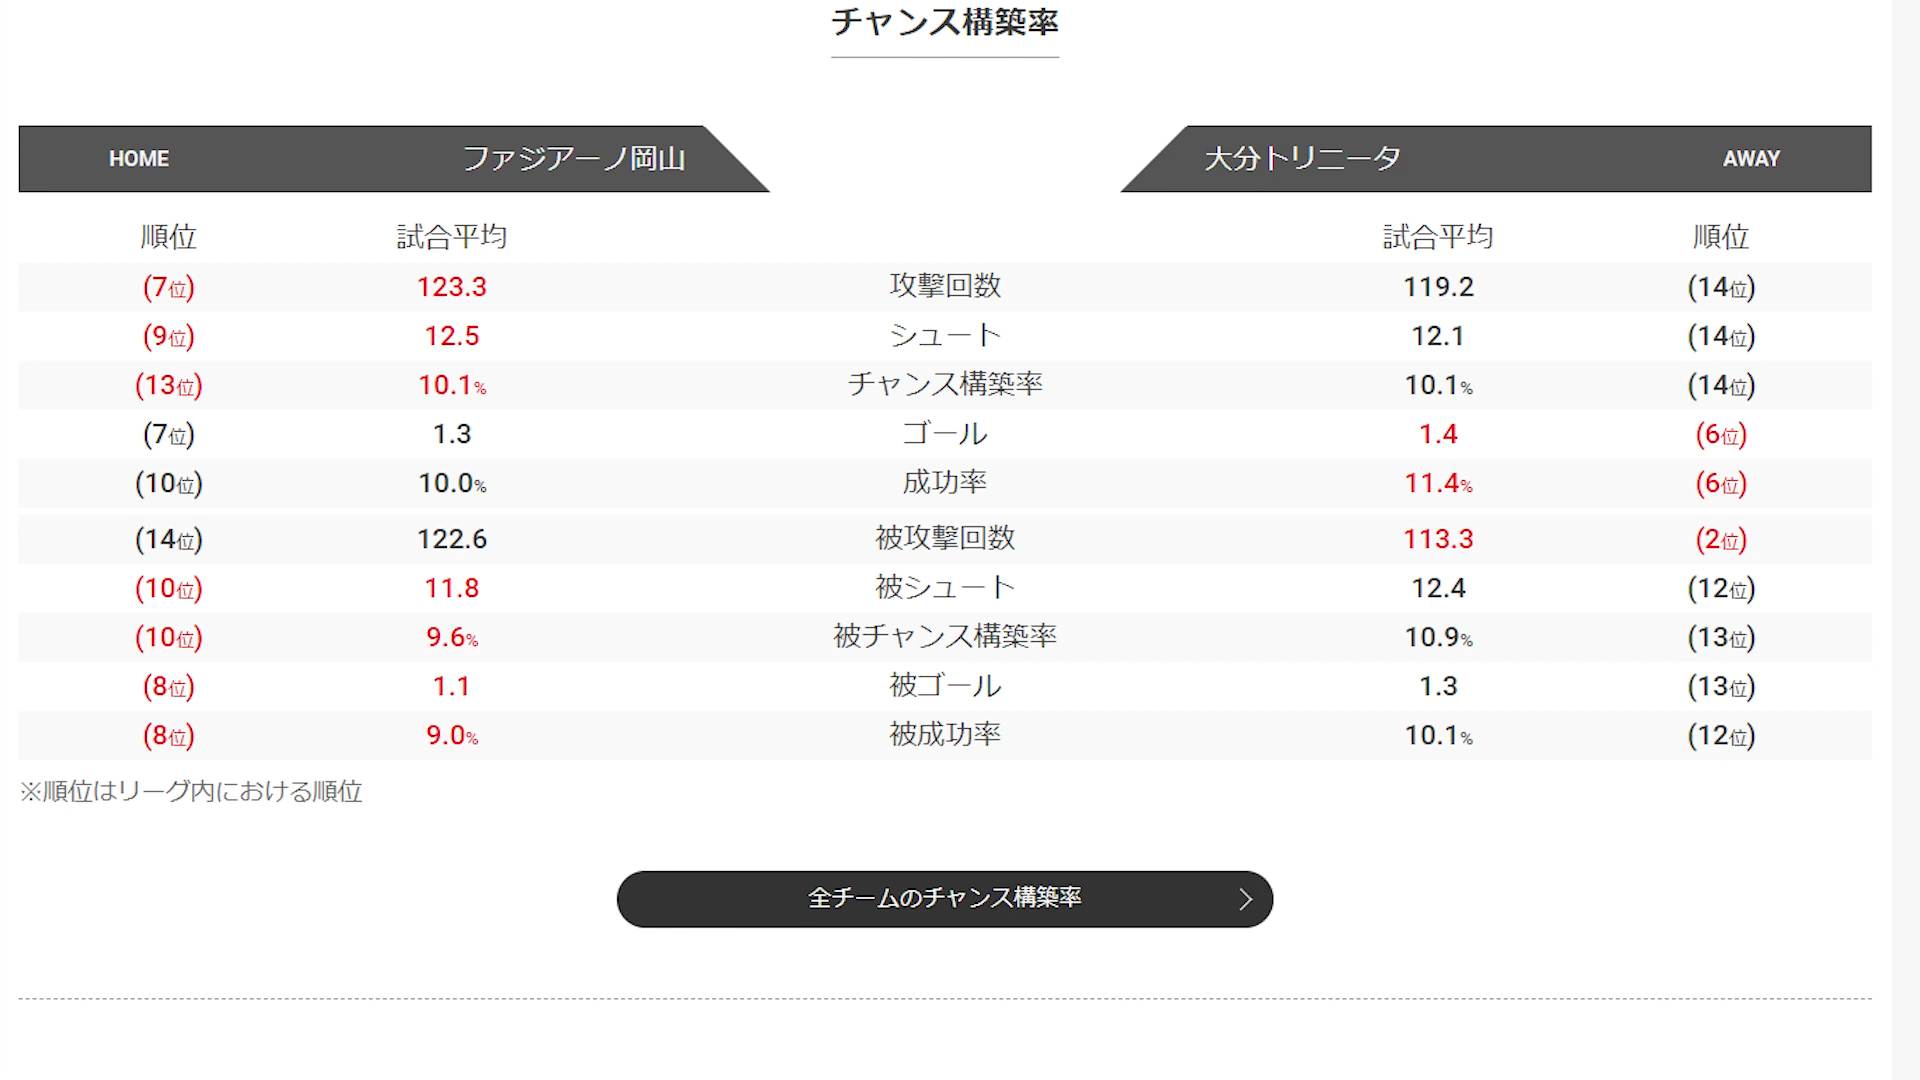 チャンス構築率
HOME ファジアーノ岡山 大分トリニータ AWAY
順位 試合平均 試合平均 順位
(7位) 123.3 攻撃回数 119.2 (14位)
(9位) 12.5 シュート 12.1 (14位)
(13位) 10.1% チャンス構築率 10.1% (14位)
(7位) 1.3 ゴール 1.4 (6位)
(10位) 10.0% 成功率 11.4% (6位)
(14位) 122.6 被攻撃回数 113.3 (2位)
(10位) 11.8 被シュート 12.4 (12位)
(10位) 9.6% 被チャンス構築率 10.9% (13位)
(8位) 1.1 被ゴール 1.3 (13位)
(8位) 9.0% 被成功率 10.1% (12位)
※順位はリーグ内における順位
全チームのチャンス構築率